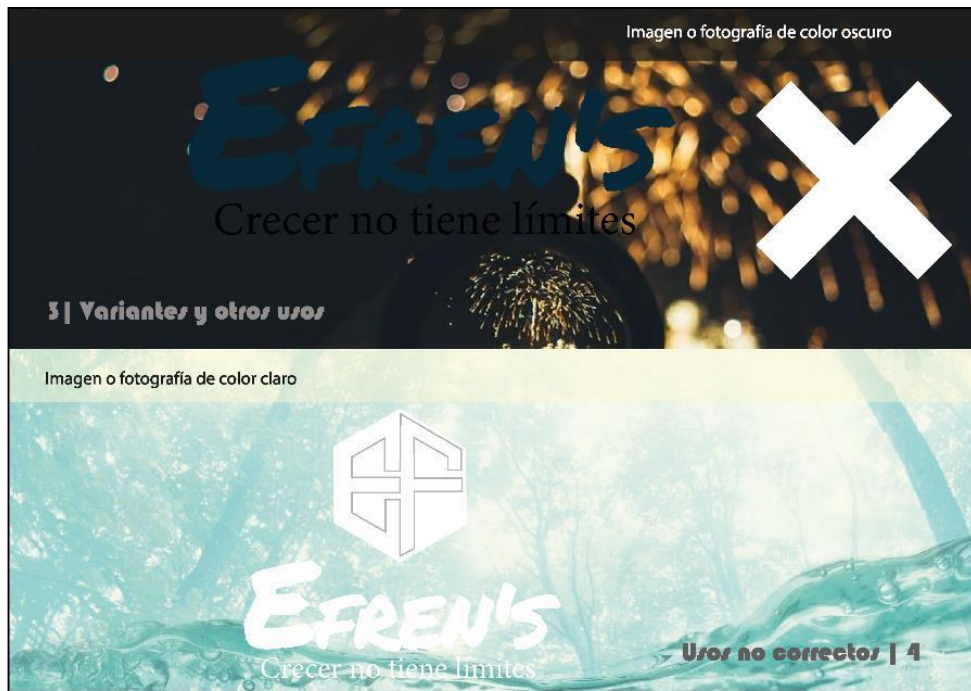 Imagen o fotografía de color oscuro
EFREN'S
Crecer no tiene límites
3| Variantes y otros usos
Imagen o fotografía de color claro
EF
EFREN'S
Crecer no tiene límites
Usos no correctos | 4